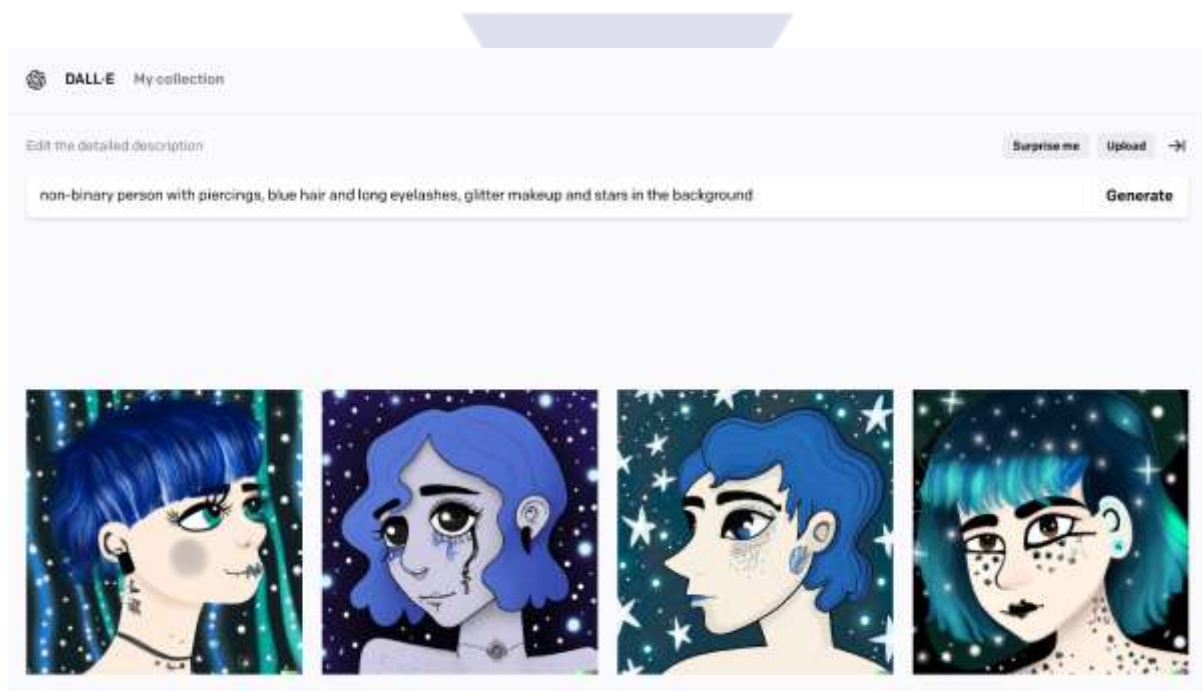 DALL·E My collection
Edit the detailed description Surprise me Upload
non-binary person with piercings, blue hair and long eyelashes, glitter makeup and stars in the background Generate